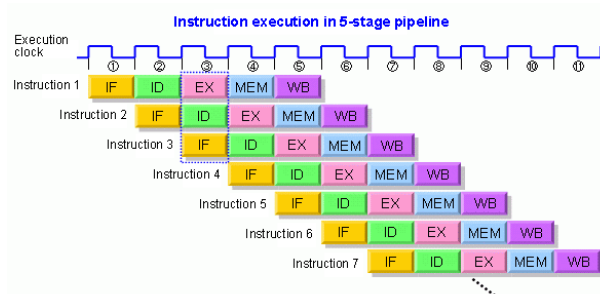 Instruction execution in 5-stage pipeline
Execution
clock
① ② ③ ④ ⑤ ⑥ ⑦ ⑧ ⑨ ⑩ ⑪
Instruction 1 IF ID EX MEM WB
Instruction 2 IF ID EX MEM WB
Instruction 3 IF ID EX MEM WB
Instruction 4 IF ID EX MEM WB
Instruction 5 IF ID EX MEM WB
Instruction 6 IF ID EX MEM WB
Instruction 7 IF ID EX MEM WB